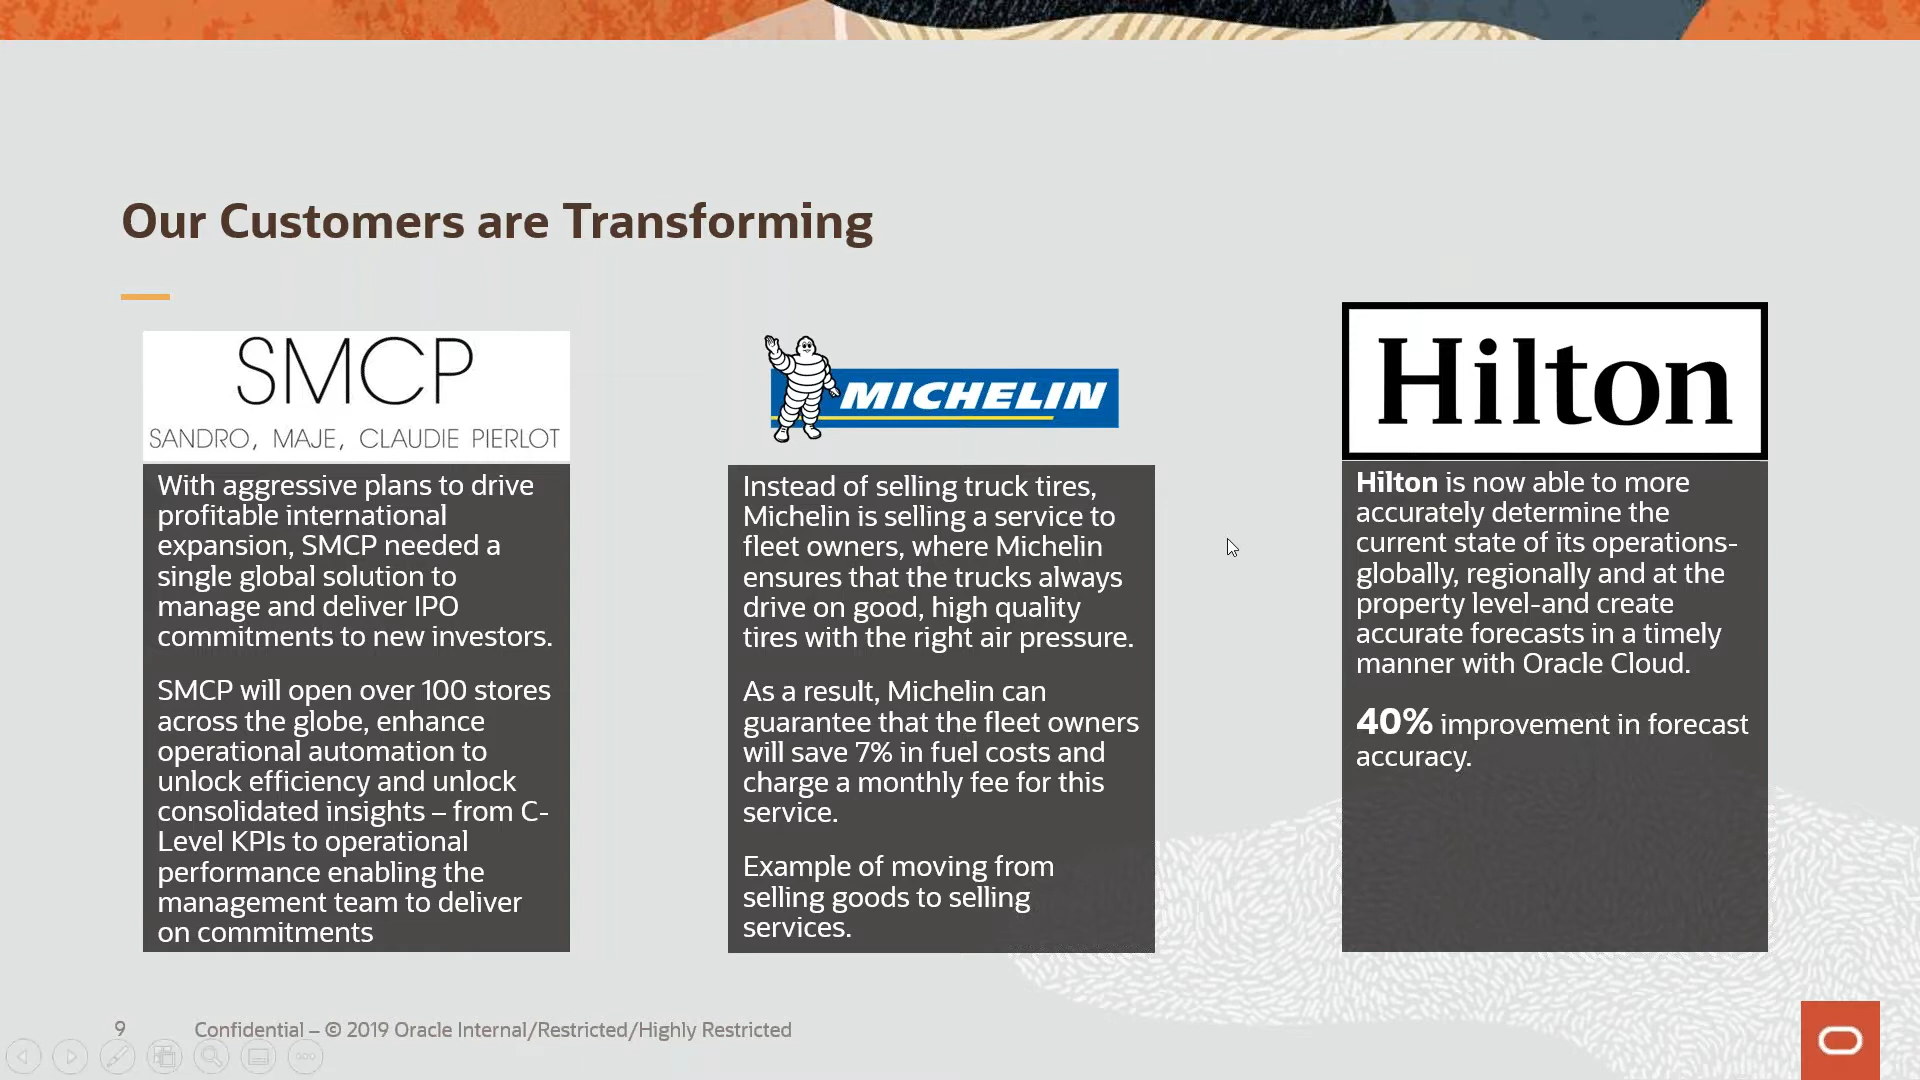 Our Customers are Transforming
SMCP
SANDRO, MAJE, CLAUDIE PIERLOT
With aggressive plans to drive
profitable international
expansion, SMCP needed a
single global solution to
manage and deliver IPO
commitments to new investors.
SMCP will open over 100 stores
across the globe, enhance
operational automation to
unlock efficiency and unlock
consolidated insights – from C-
Level KPIs to operational
performance enabling the
management team to deliver
on commitments
MICHELIN
Instead of selling truck tires,
Michelin is selling a service to
fleet owners, where Michelin
ensures that the trucks always
drive on good, high quality
tires with the right air pressure.
As a result, Michelin can
guarantee that the fleet owners
will save 7% in fuel costs and
charge a monthly fee for this
service.
Example of moving from
selling goods to selling
services.
Hilton
Hilton is now able to more
accurately determine the
current state of its operations-
globally, regionally and at the
property level-and create
accurate forecasts in a timely
manner with Oracle Cloud.
40% improvement in forecast
accuracy.
9 Confidential – © 2019 Oracle Internal/Restricted/Highly Restricted